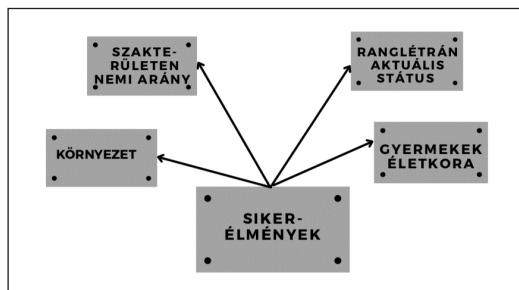 SZAKTE-
RÜLETEN
NEMI ARÁNY
RANGLÉTRÁN
AKTUÁLIS
STÁTUS
KÖRNYEZET
GYERMEKEK
ÉLETKORA
SIKER-
ÉLMÉNYEK